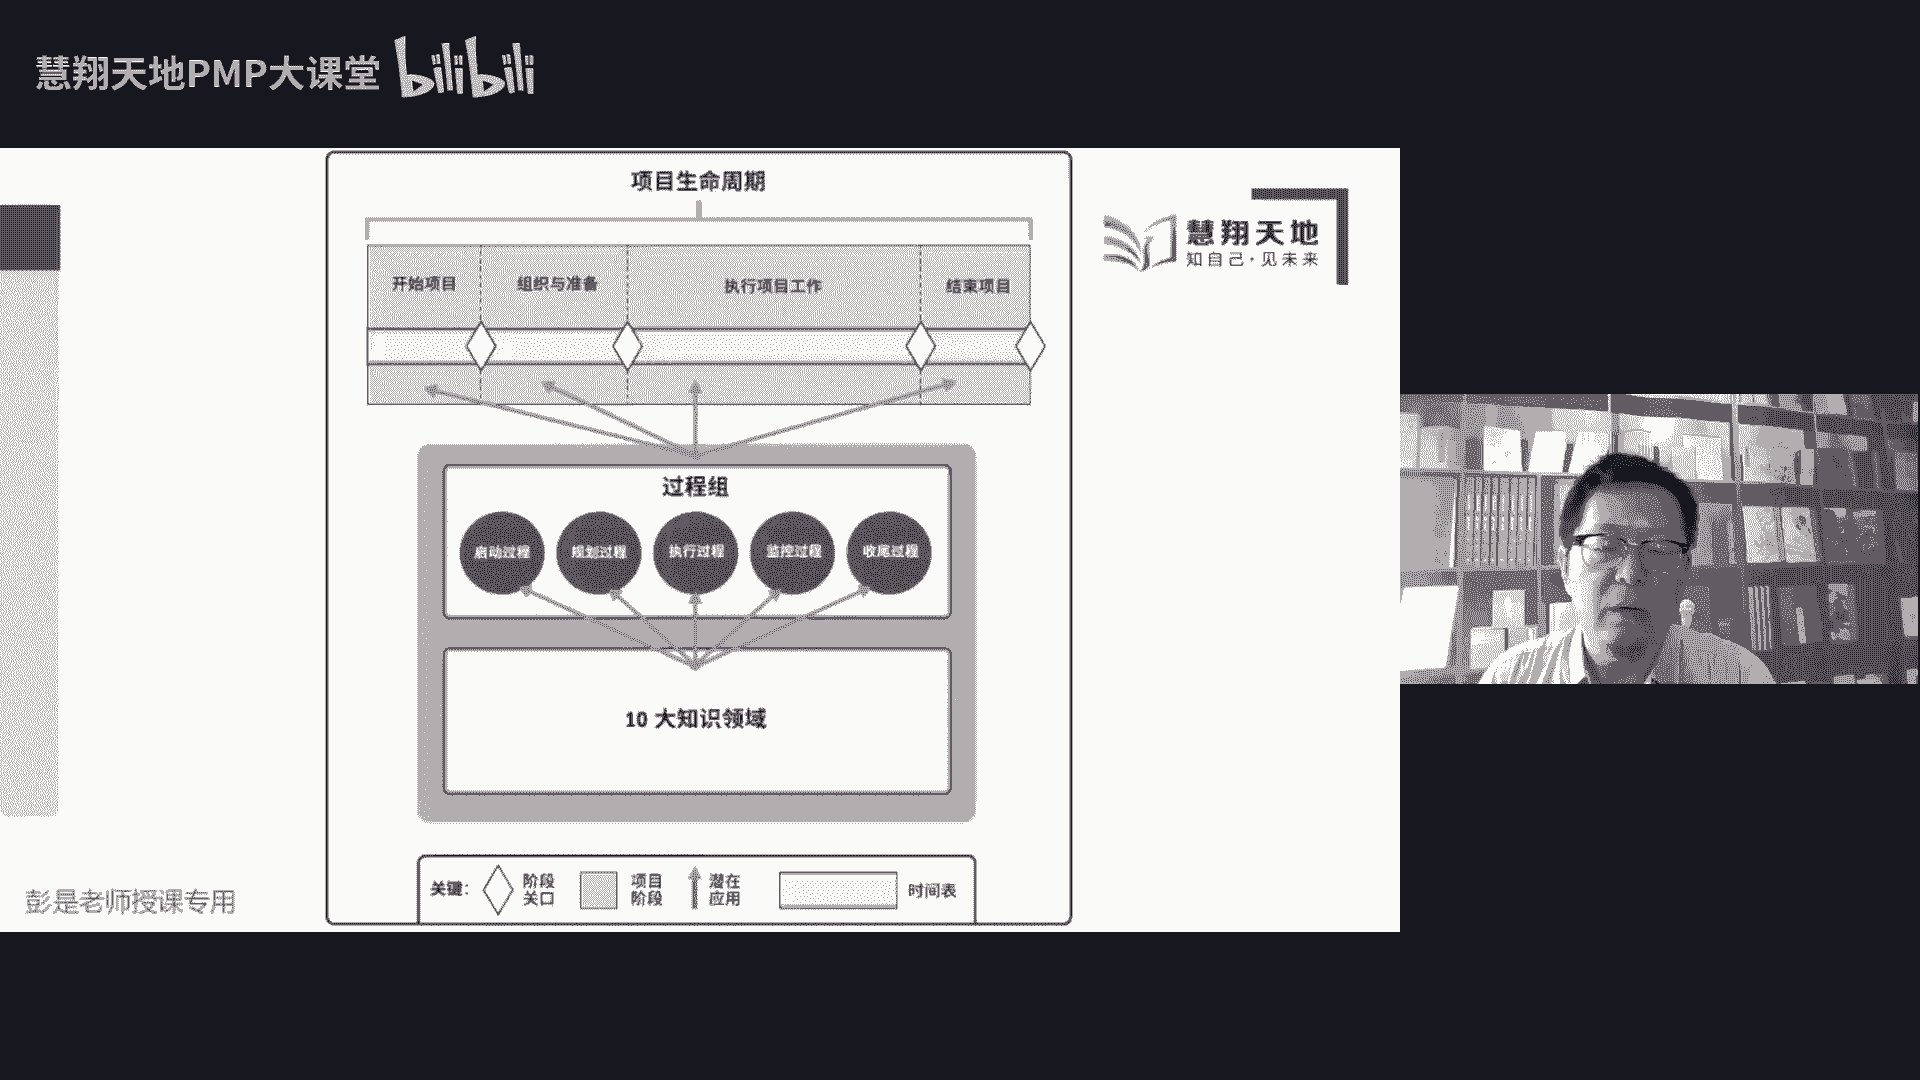 慧翔天地PMP大课堂 bilibili
项目生命周期
慧翔天地
知自己·见未来
开始项目
组织与准备
执行项目工作
结束项目
过程组
启动过程
规划过程
执行过程
监控过程
收尾过程
10 大知识领域
关键：
阶段
关口
项目
阶段
潜在
应用
时间表
彭是老师授课专用